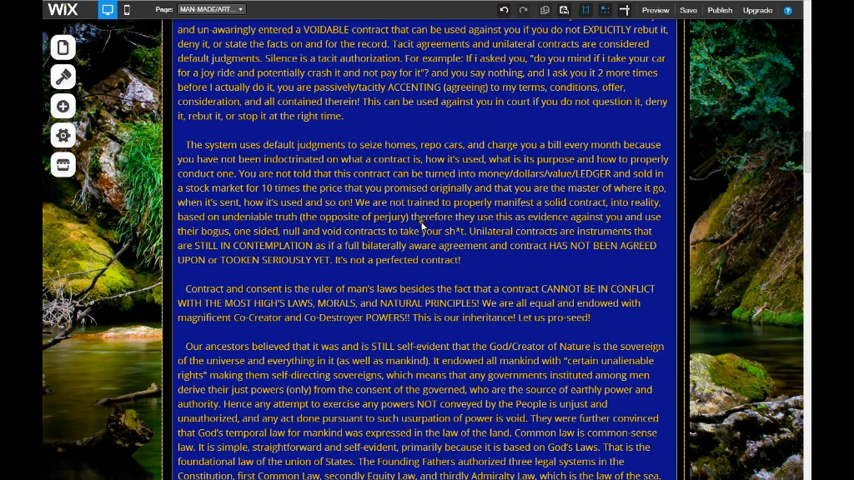 WiX
Page: MAN-MADE/ART...
Preview Save Publish Upgrade ?
and un-awaringly entered a VOIDABLE contract that can be used against you if you do not EXPLICITLY rebut it,
deny it, or state the facts on and for the record. Tacit agreements and unilateral contracts are considered
default judgments. Silence is a tacit authorization. For example: If i asked you, "do you mind if i take your car
for a joy ride and potentially crash it and not pay for it"? and you say nothing, and I ask you it 2 more times
before I actually do it, you are passively/tacitly ACCENTING (agreeing) to my terms, conditions, offer,
consideration, and all contained therein! This can be used against you in court if you do not question it, deny
it, rebut it, or stop it at the right time.
The system uses default judgments to seize homes, repo cars, and charge you a bill every month because
you have not been indoctrinated on what a contract is, how it's used, what is its purpose and how to properly
conduct one. You are not told that this contract can be turned into money/dollars/value/LEDGER and sold in
a stock market for 10 times the price that you promised originally and that you are the master of where it go,
when it's sent, how it's used and so on! We are not trained to properly manifest a solid contract, into reality,
based on undeniable truth (the opposite of perjury) therefore they use this as evidence against you and use
their bogus, one sided, null and void contracts to take your sh*t. Unilateral contracts are instruments that
are STILL IN CONTEMPLATION as if a full bilaterally aware agreement and contract HAS NOT BEEN AGREED
UPON or TOOKEN SERIOUSLY YET. It's not a perfected contract!
Contract and consent is the ruler of man's laws besides the fact that a contract CANNOT BE IN CONFLICT
WITH THE MOST HIGH'S LAWS, MORALS, and NATURAL PRINCIPLES! We are all equal and endowed with
magnificent Co-Creator and Co-Destroyer POWERS!! This is our inheritance! Let us pro-seed!
Our ancestors believed that it was and is STILL self-evident that the God/Creator of Nature is the sovereign
of the universe and everything in it (as well as mankind). It endowed all mankind with "certain unalienable
rights" making them self-directing sovereigns, which means that any governments instituted among men
derive their just powers (only) from the consent of the governed, who are the source of earthly power and
authority. Hence any attempt to exercise any powers NOT conveyed by the People is unjust and
unauthorized, and any act done pursuant to such usurpation of power is void. They were further convinced
that God's temporal law for mankind was expressed in the law of the land. Common law is common-sense
law. It is simple, straightforward and self-evident, primarily because it is based on God's Laws. That is the
foundational law of the union of States. The Founding Fathers authorized three legal systems in the
Constitution, first Common Law, secondly Equity Law, and thirdly Admiralty Law, which is the law of the sea.